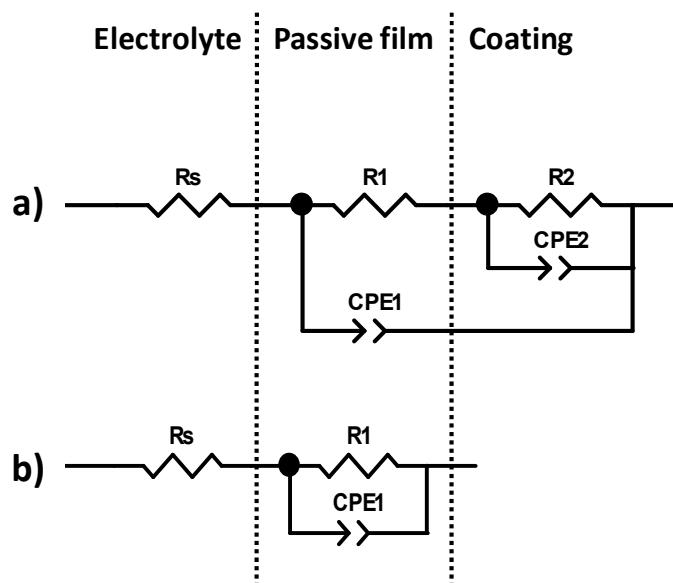 Electrolyte Passive film Coating
a) Rs R1 R2
CPE2
CPE1
b) Rs R1
CPE1